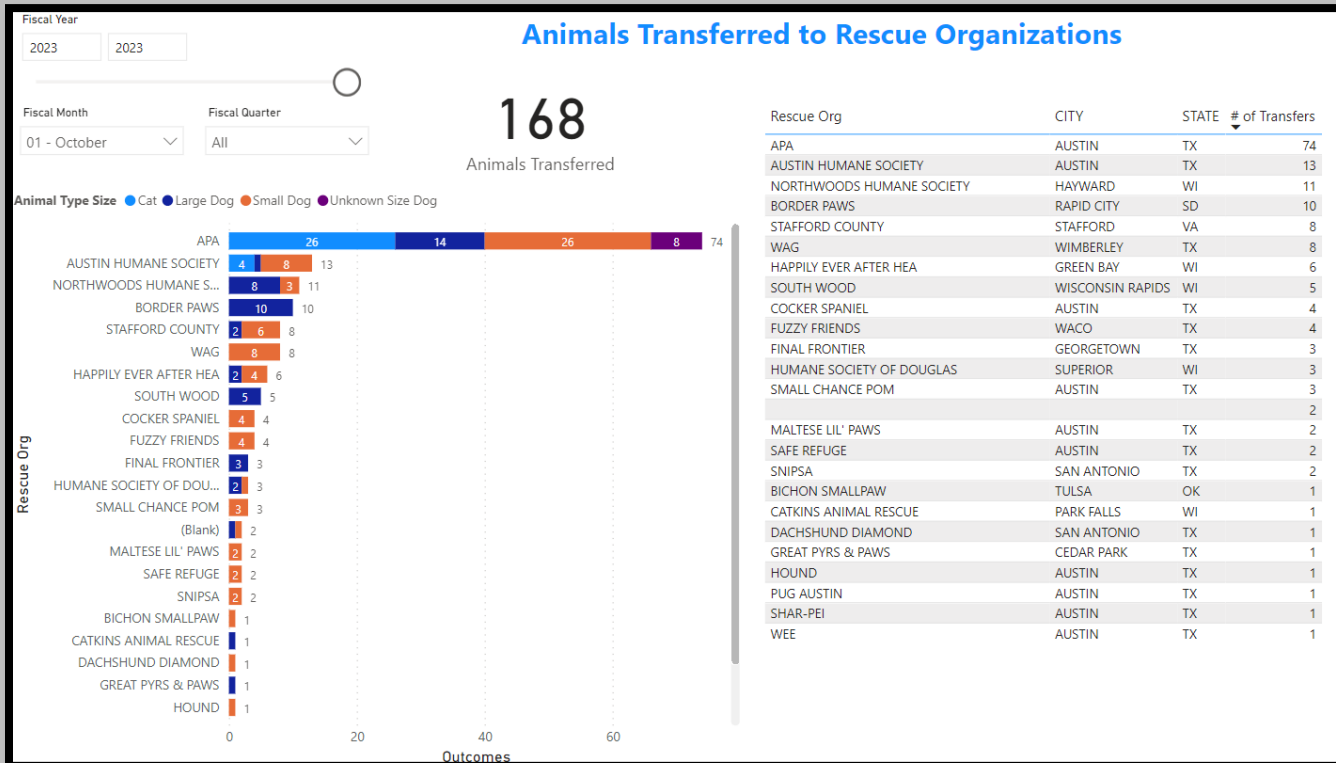 Fiscal Year
2023 2023
Animals Transferred to Rescue Organizations
Fiscal Month Fiscal Quarter
01 - October All
168
Animals Transferred
Animal Type Size Cat Large Dog Small Dog Unknown Size Dog
Rescue Org
APA 26 14 26 8 74
AUSTIN HUMANE SOCIETY 4 8 13
NORTHWOODS HUMANE S... 8 3 11
BORDER PAWS 10 10
STAFFORD COUNTY 2 6 8
WAG 8 8
HAPPILY EVER AFTER HEA 2 4 6
SOUTH WOOD 5 5
COCKER SPANIEL 4 4
FUZZY FRIENDS 4 4
FINAL FRONTIER 3 3
HUMANE SOCIETY OF DOU... 2 3
SMALL CHANCE POM 3 3
(Blank) 2
MALTESE LIL' PAWS 2 2
SAFE REFUGE 2 2
SNIPSA 2 2
BICHON SMALLPAW 1
CATKINS ANIMAL RESCUE 1
DACHSHUND DIAMOND 1
GREAT PYRS & PAWS 1
HOUND 1
0 20 40 60
Outcomes
Rescue Org CITY STATE # of Transfers
APA AUSTIN TX 74
AUSTIN HUMANE SOCIETY AUSTIN TX 13
NORTHWOODS HUMANE SOCIETY HAYWARD WI 11
BORDER PAWS RAPID CITY SD 10
STAFFORD COUNTY STAFFORD VA 8
WAG WIMBERLEY TX 8
HAPPILY EVER AFTER HEA GREEN BAY WI 6
SOUTH WOOD WISCONSIN RAPIDS WI 5
COCKER SPANIEL AUSTIN TX 4
FUZZY FRIENDS WACO TX 4
FINAL FRONTIER GEORGETOWN TX 3
HUMANE SOCIETY OF DOUGLAS SUPERIOR WI 3
SMALL CHANCE POM AUSTIN TX 3
2
MALTESE LIL' PAWS AUSTIN TX 2
SAFE REFUGE AUSTIN TX 2
SNIPSA SAN ANTONIO TX 2
BICHON SMALLPAW TULSA OK 1
CATKINS ANIMAL RESCUE PARK FALLS WI 1
DACHSHUND DIAMOND SAN ANTONIO TX 1
GREAT PYRS & PAWS CEDAR PARK TX 1
HOUND AUSTIN TX 1
PUG AUSTIN AUSTIN TX 1
SHAR-PEI AUSTIN TX 1
WEE AUSTIN TX 1